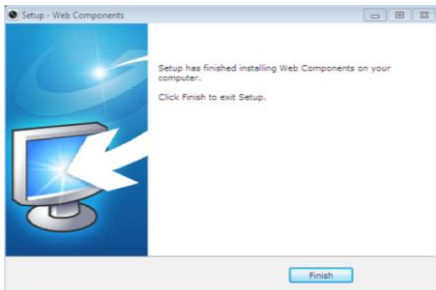 Setup - Web Components
Setup has finished installing Web Components on your
computer.
Click Finish to exit Setup.
Finish